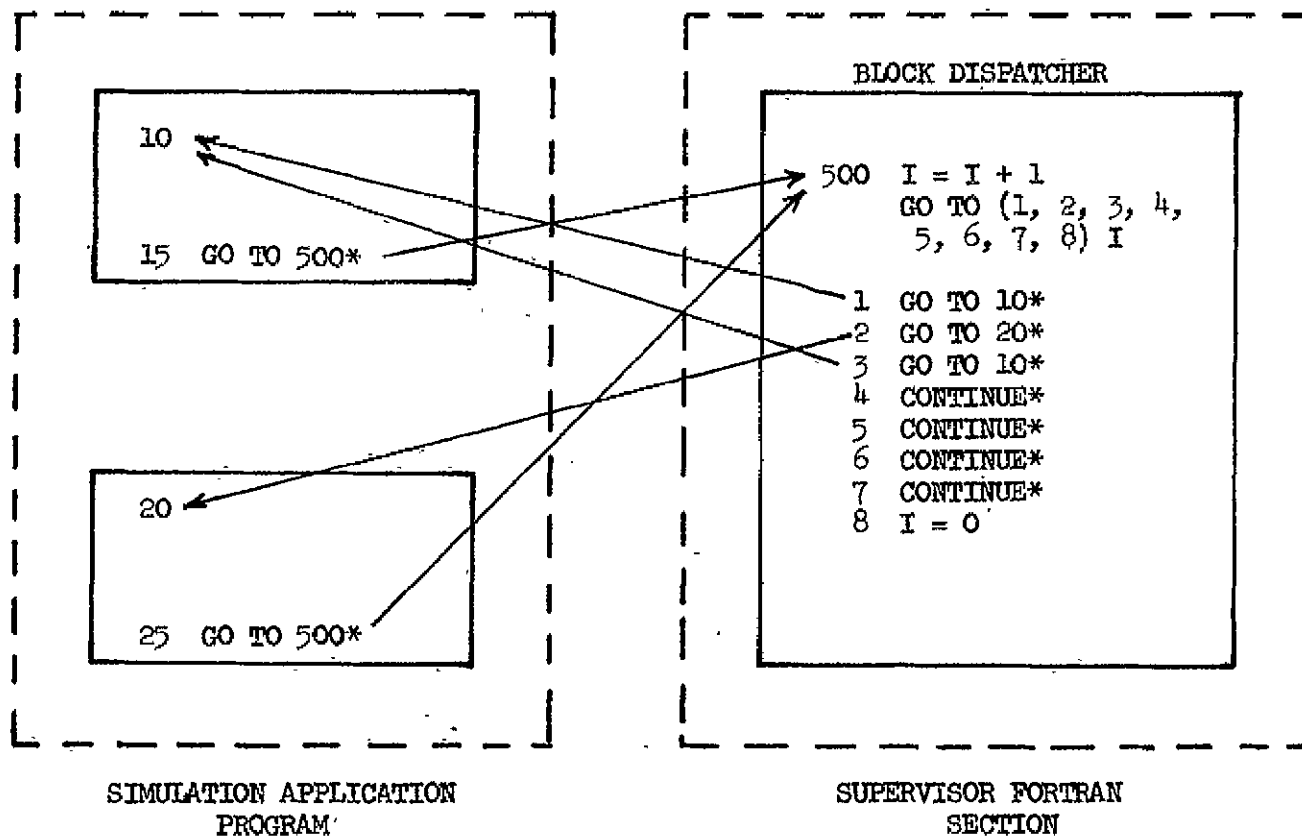 10
15 GO TO 500*
20
25 GO TO 500*
SIMULATION APPLICATION
PROGRAM
BLOCK DISPATCHER
500 I = I + 1
GO TO (1, 2, 3, 4,
5, 6, 7, 8) I
1 GO TO 10*
2 GO TO 20*
3 GO TO 10*
4 CONTINUE*
5 CONTINUE*
6 CONTINUE*
7 CONTINUE*
8 I = 0
SUPERVISOR FORTRAN
SECTION